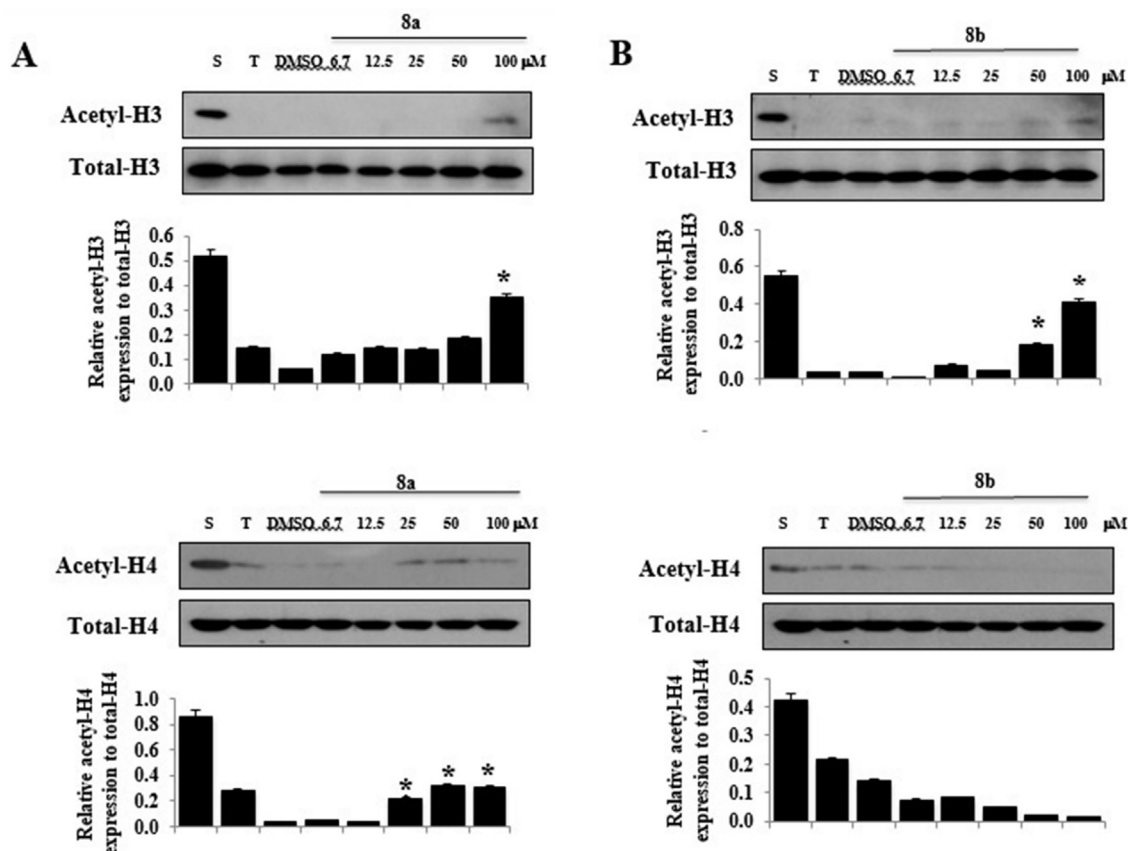 A
8a
S T DMSO 6.7 12.5 25 50 100 µM
Acetyl-H3
Total-H3
Relative acetyl-H3
expression to total-H3
0.6
0.5
0.4
0.3
0.2
0.1
0.0
*
B
8b
S T DMSO 6.7 12.5 25 50 100 µM
Acetyl-H3
Total-H3
Relative acetyl-H3
expression to total-H3
0.8
0.6
0.4
0.2
0.0
* *
8a
S T DMSO 6.7 12.5 25 50 100 µM
Acetyl-H4
Total-H4
Relative acetyl-H4
expression to total-H4
1.0
0.8
0.6
0.4
0.2
0.0
* * *
8b
S T DMSO 6.7 12.5 25 50 100 µM
Acetyl-H4
Total-H4
Relative acetyl-H4
expression to total-H4
0.5
0.4
0.3
0.2
0.1
0.0